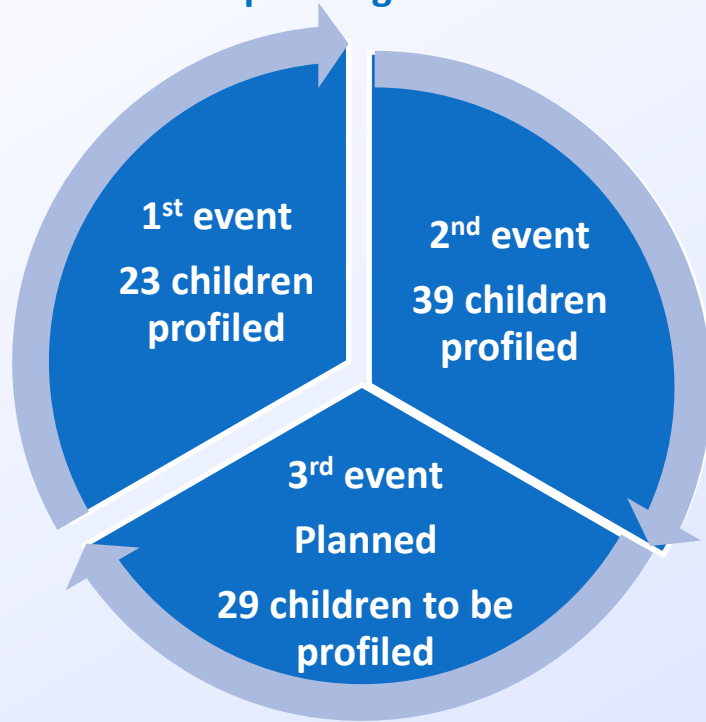 1st event
23 children
profiled
2nd event
39 children
profiled
3rd event
Planned
29 children to be
profiled